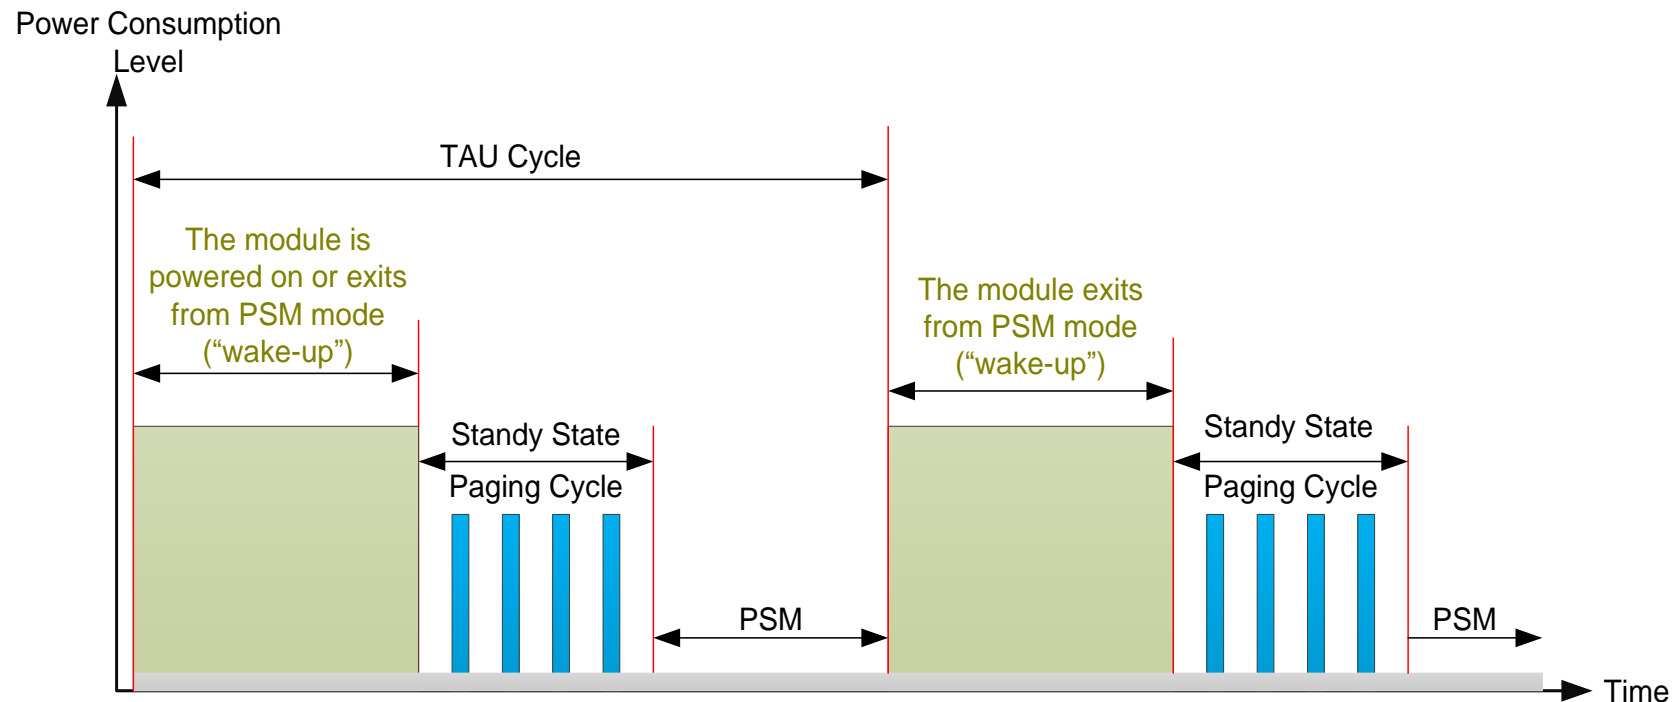 Power Consumption
Level
TAU Cycle
The module is
powered on or exits
from PSM mode
(“wake-up”)
The module exits
from PSM mode
(“wake-up”)
Standy State
Paging Cycle
PSM
Standy State
Paging Cycle
PSM
Time